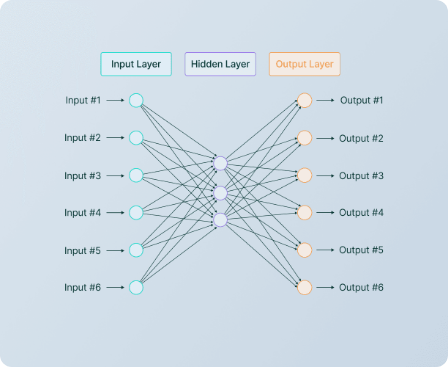 Input Layer
Hidden Layer
Output Layer
Input #1
Output #1
Input #2
Output #2
Input #3
Output #3
Input #4
Output #4
Input #5
Output #5
Input #6
Output #6